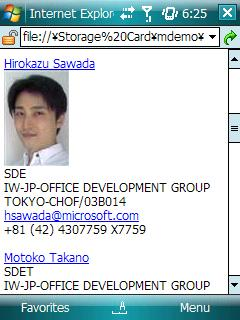 Internet Explor 6:25
file://¥Storage%20Card¥mdemo¥
Hirokazu Sawada
SDE
IW-JP-OFFICE DEVELOPMENT GROUP
TOKYO-CHOF/03B014
hsawada@microsoft.com
+81 (42) 4307759 X7759
Motoko Takano
SDET
IW-JP-OFFICE DEVELOPMENT GROUP
Favorites Menu